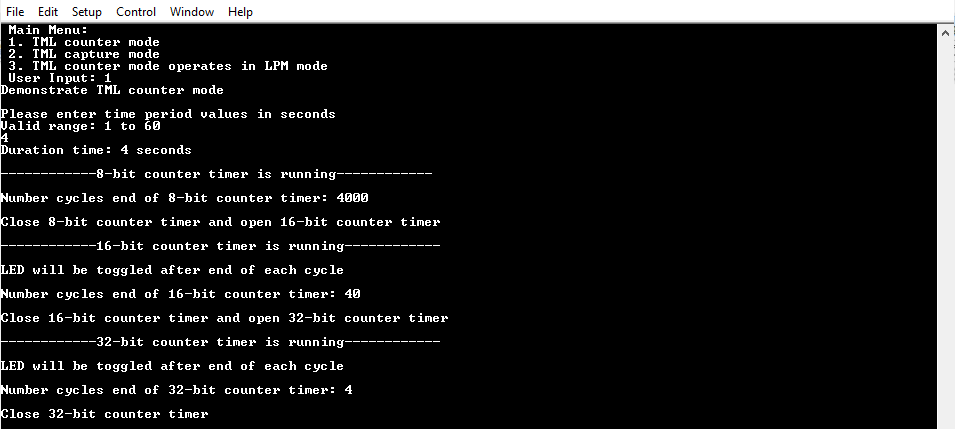 File Edit Setup Control Window Help
Main Menu:
1. TML counter mode
2. TML capture mode
3. TML counter mode operates in LPM mode
User Input: 1
Demonstrate TML counter mode
Please enter time period values in seconds
Valid range: 1 to 60
4
Duration time: 4 seconds
------------8-bit counter timer is running------------
Number cycles end of 8-bit counter timer: 4000
Close 8-bit counter timer and open 16-bit counter timer
------------16-bit counter timer is running------------
LED will be toggled after end of each cycle
Number cycles end of 16-bit counter timer: 40
Close 16-bit counter timer and open 32-bit counter timer
------------32-bit counter timer is running------------
LED will be toggled after end of each cycle
Number cycles end of 32-bit counter timer: 4
Close 32-bit counter timer